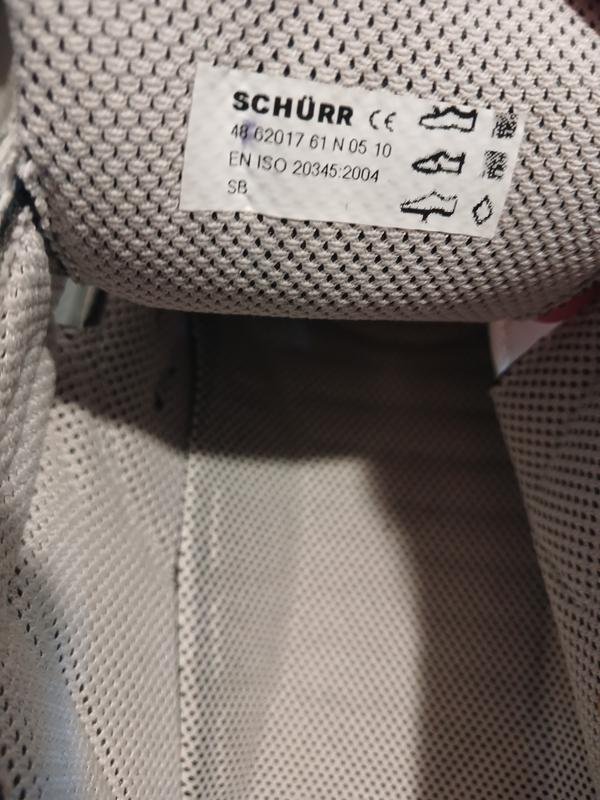 SCHÜRR CE
48 62017 61 N 05 10
EN ISO 20345:2004
SB